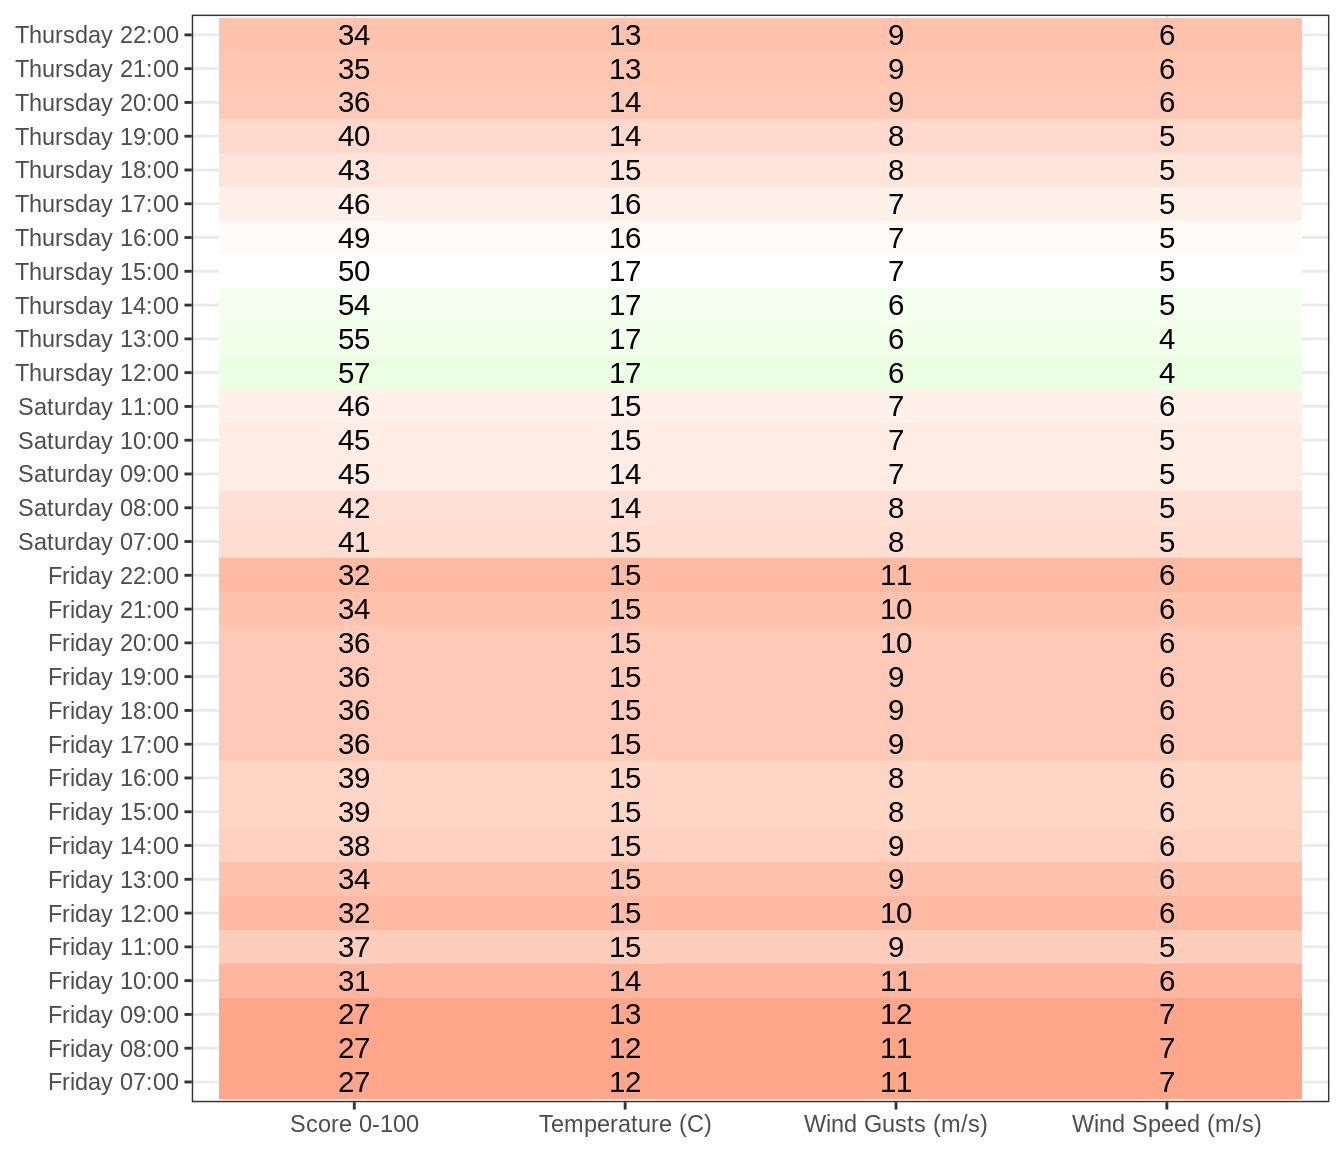 Thursday 22:00 34 13 9 6
Thursday 21:00 35 13 9 6
Thursday 20:00 36 14 9 6
Thursday 19:00 40 14 8 5
Thursday 18:00 43 15 8 5
Thursday 17:00 46 16 7 5
Thursday 16:00 49 16 7 5
Thursday 15:00 50 17 7 5
Thursday 14:00 54 17 6 5
Thursday 13:00 55 17 6 4
Thursday 12:00 57 17 6 4
Saturday 11:00 46 15 7 6
Saturday 10:00 45 15 7 5
Saturday 09:00 45 14 7 5
Saturday 08:00 42 14 8 5
Saturday 07:00 41 15 8 5
Friday 22:00 32 15 11 6
Friday 21:00 34 15 10 6
Friday 20:00 36 15 10 6
Friday 19:00 36 15 9 6
Friday 18:00 36 15 9 6
Friday 17:00 36 15 9 6
Friday 16:00 39 15 8 6
Friday 15:00 39 15 8 6
Friday 14:00 38 15 9 6
Friday 13:00 34 15 9 6
Friday 12:00 32 15 10 6
Friday 11:00 37 15 9 5
Friday 10:00 31 14 11 6
Friday 09:00 27 13 12 7
Friday 08:00 27 12 11 7
Friday 07:00 27 12 11 7
Score 0-100 Temperature (C) Wind Gusts (m/s) Wind Speed (m/s)